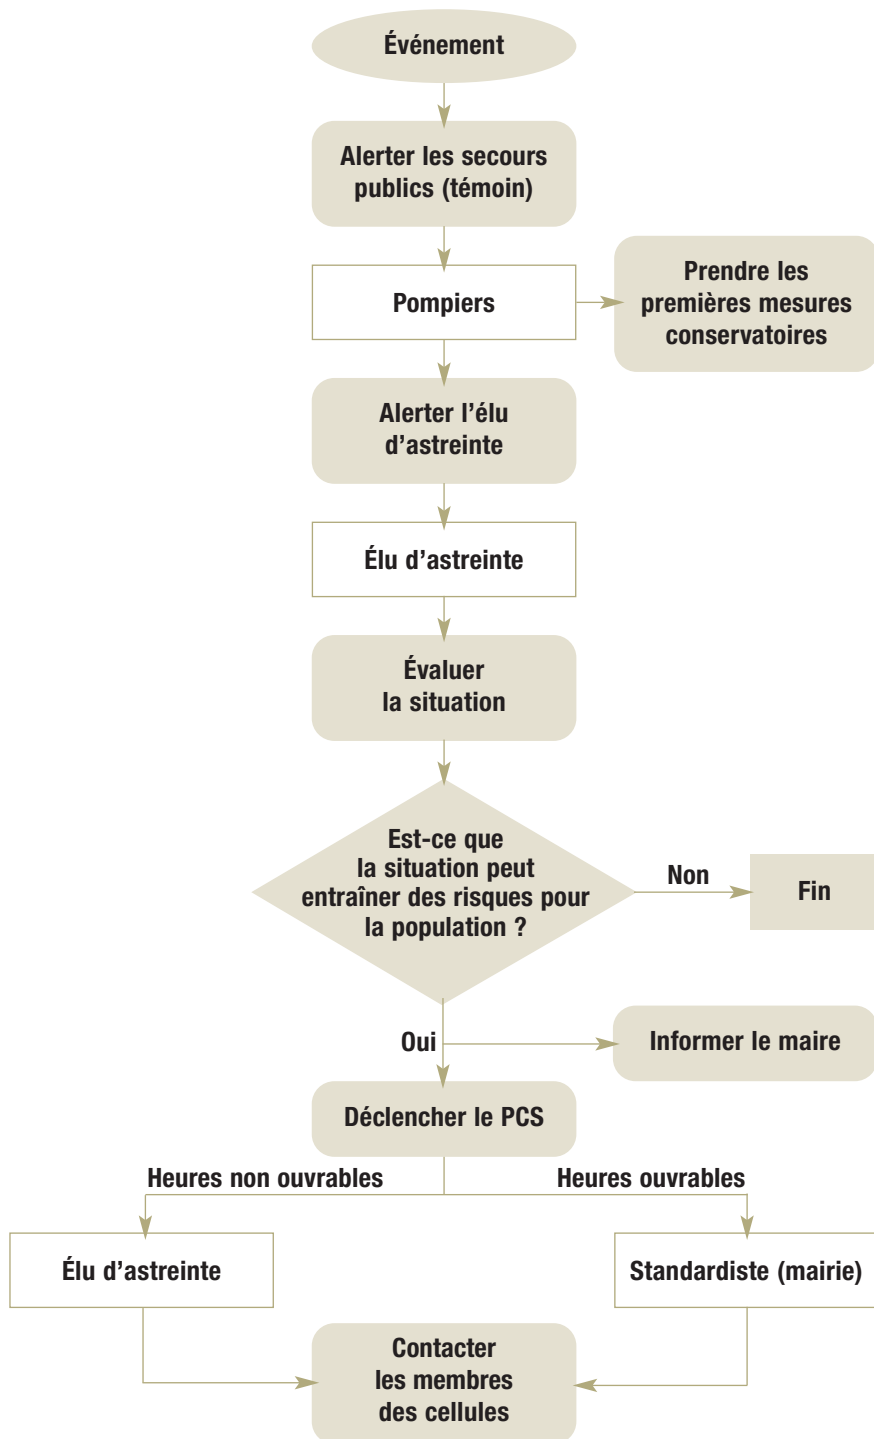 Événement
Alerter les secours
publics (témoin)
Pompiers
Prendre les
premières mesures
conservatoires
Alerter l’élu
d’astreinte
Élu d’astreinte
Évaluer
la situation
Est-ce que
la situation peut
entraîner des risques pour
la population ?
Non
Fin
Oui
Informer le maire
Déclencher le PCS
Heures non ouvrables
Heures ouvrables
Élu d’astreinte
Standardiste (mairie)
Contacter
les membres
des cellules